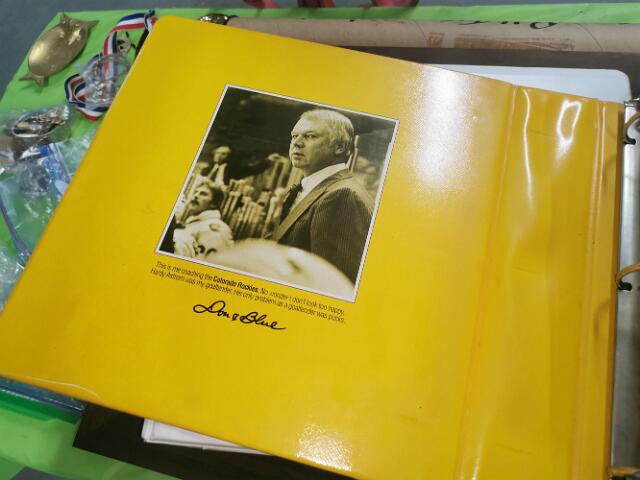 This is me coaching the Colorado Rockies. No wonder I don't look too happy.
Hardy Astrom was my goaltender. His only problem as a goaltender was pucks.
Don & Blue